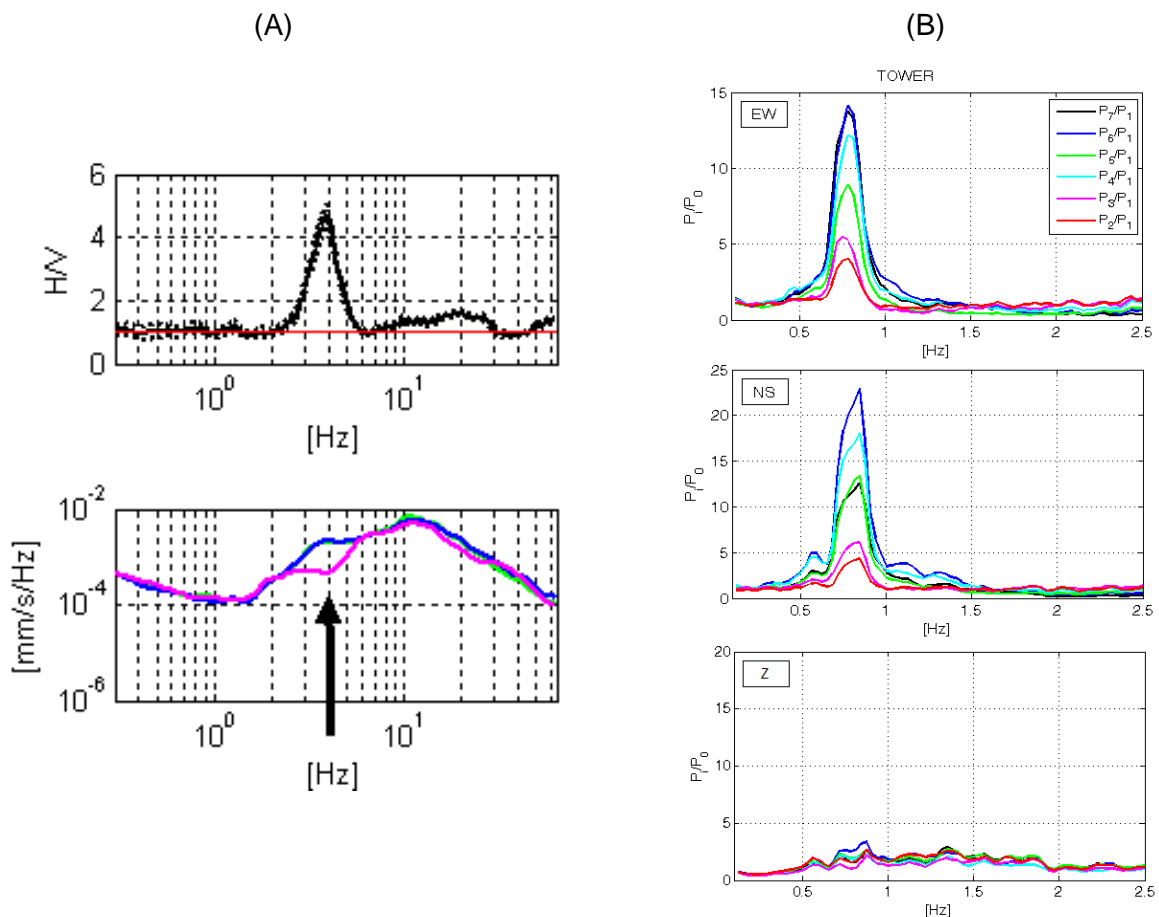 (A)
(B)
6
4
2
0
H/V
10^0
10^1
[Hz]
10^-2
10^-4
10^-6
[mm/s/Hz]
10^0
10^1
[Hz]
TOWER
15
10
5
0
P_i/P_0
EW
P_7/P_1
P_6/P_1
P_5/P_1
P_4/P_1
P_3/P_1
P_2/P_1
0.5
1
1.5
2
2.5
[Hz]
25
20
15
10
5
0
P_i/P_0
NS
0.5
1
1.5
2
2.5
[Hz]
20
15
10
5
0
P_i/P_0
Z
0.5
1
1.5
2
2.5
[Hz]